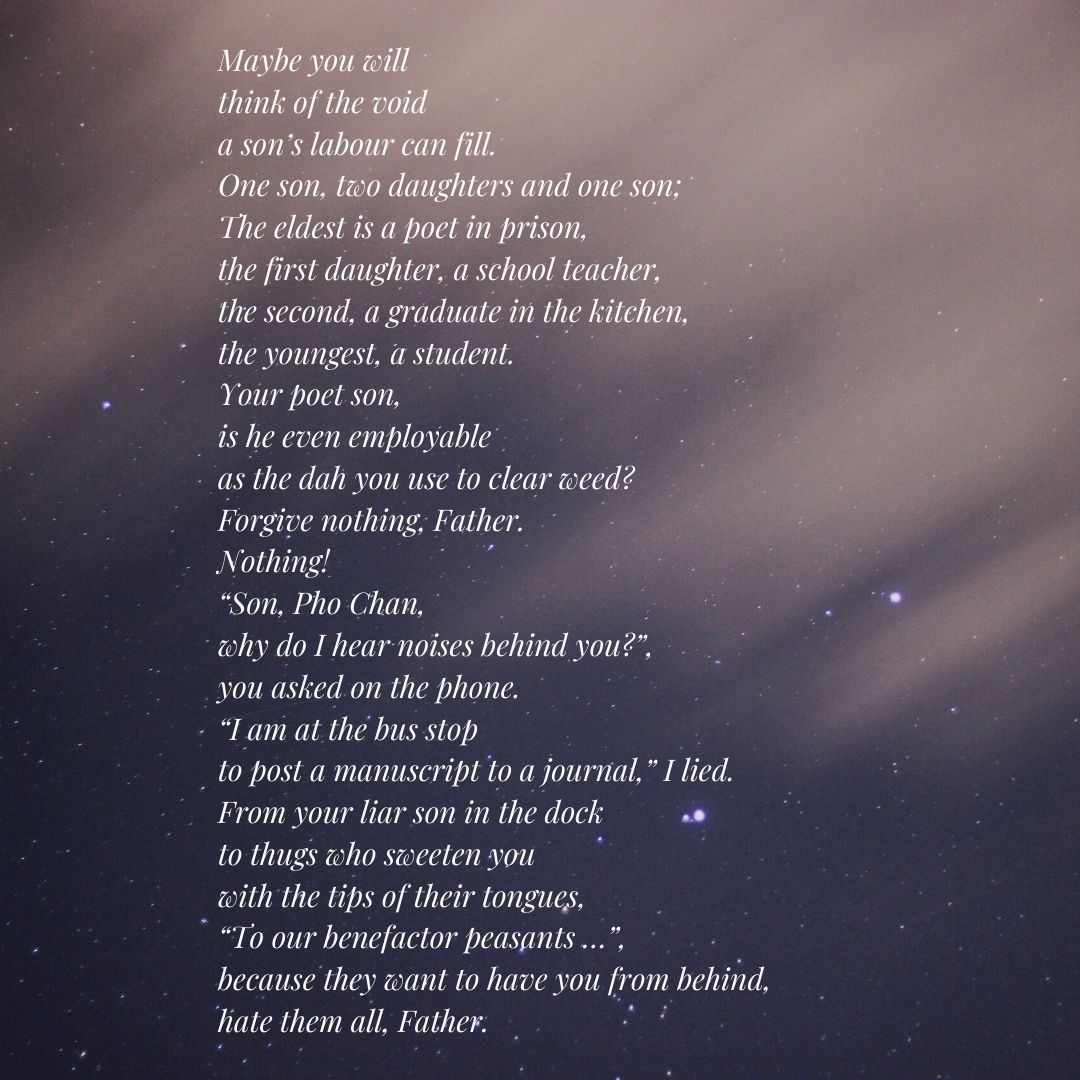 Maybe you will
think of the void
a son’s labour can fill.
One son, two daughters and one son;
The eldest is a poet in prison,
the first daughter, a school teacher,
the second, a graduate in the kitchen,
the youngest, a student.
Your poet son,
is he even employable
as the dah you use to clear weed?
Forgive nothing, Father.
Nothing!
“Son, Pho Chan,
why do I hear noises behind you?”,
you asked on the phone.
“I am at the bus stop
to post a manuscript to a journal,” I lied.
From your liar son in the dock
to thugs who sweeten you
with the tips of their tongues,
“To our benefactor peasants ...”,
because they want to have you from behind,
hate them all, Father.